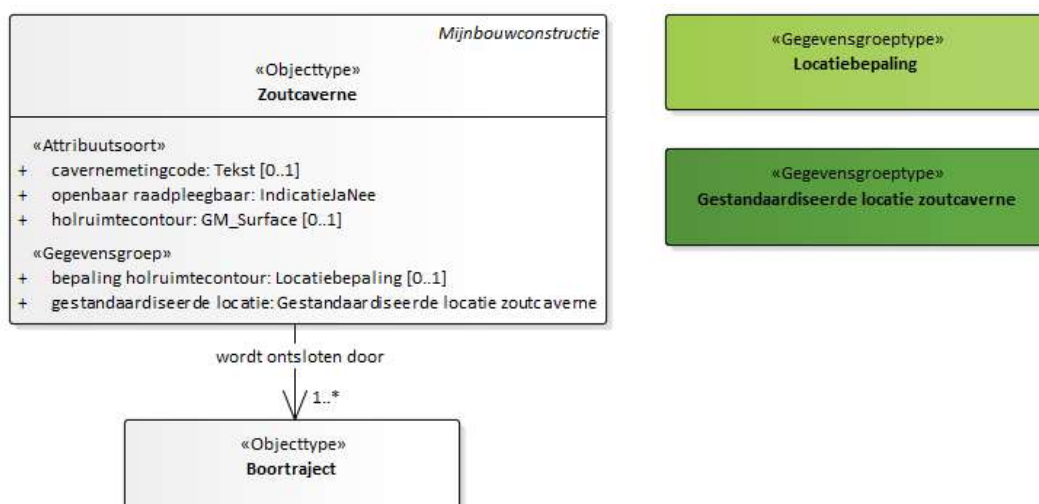 Mijnbouwconstructie
«Objecttype»
Zoutcaverne
«Attribuutsoort»
+ cavernemetingcode: Tekst [0..1]
+ openbaar raadpleegbaar: IndicatieJaNee
+ holruimtecontour: GM_Surface [0..1]
«Gegevensgroep»
+ bepaling holruimtecontour: Locatiebepaling [0..1]
+ gestandaardiseerde locatie: Gestandaardiseerde locatie zoutcaverne
wordt ontsloten door
1..*
«Objecttype»
Boortraject
«Gegevensgroeptype»
Locatiebepaling
«Gegevensgroeptype»
Gestandaardiseerde locatie zoutcaverne